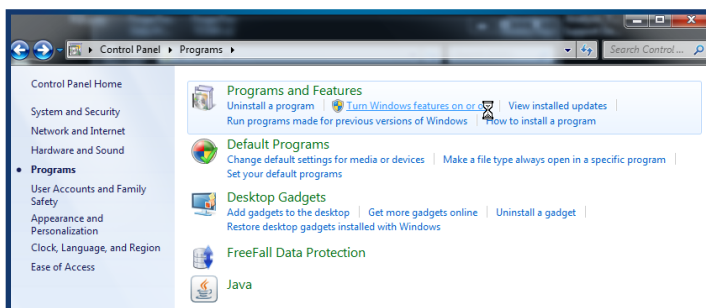 Control Panel ▸ Programs ▸
Search Control ...
Control Panel Home
System and Security
Network and Internet
Hardware and Sound
Programs
User Accounts and Family
Safety
Appearance and
Personalization
Clock, Language, and Region
Ease of Access
Programs and Features
Uninstall a program | Turn Windows features on or o | View installed updates
Run programs made for previous versions of Windows | How to install a program
Default Programs
Change default settings for media or devices | Make a file type always open in a specific program
Set your default programs
Desktop Gadgets
Add gadgets to the desktop | Get more gadgets online | Uninstall a gadget
Restore desktop gadgets installed with Windows
FreeFall Data Protection
Java